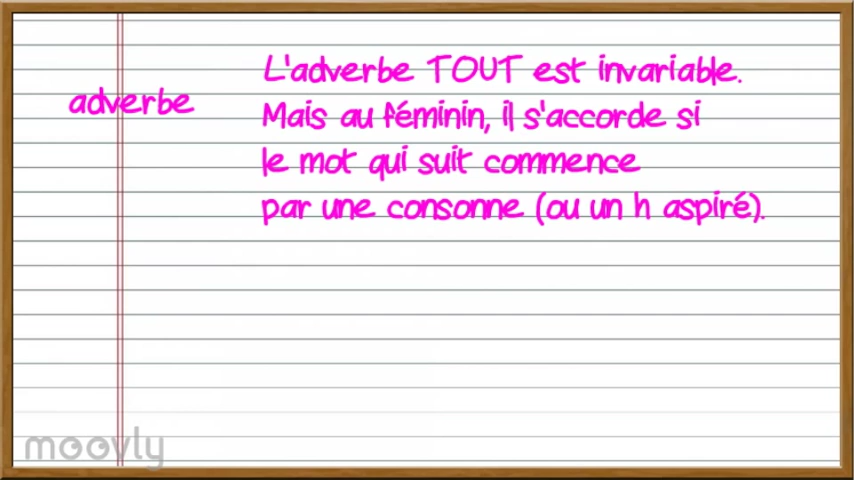 adverbe
L'adverbe TOUT est invariable.
Mais au féminin, il s'accorde si
le mot qui suit commence
par une consonne (ou un h aspiré).
moovly